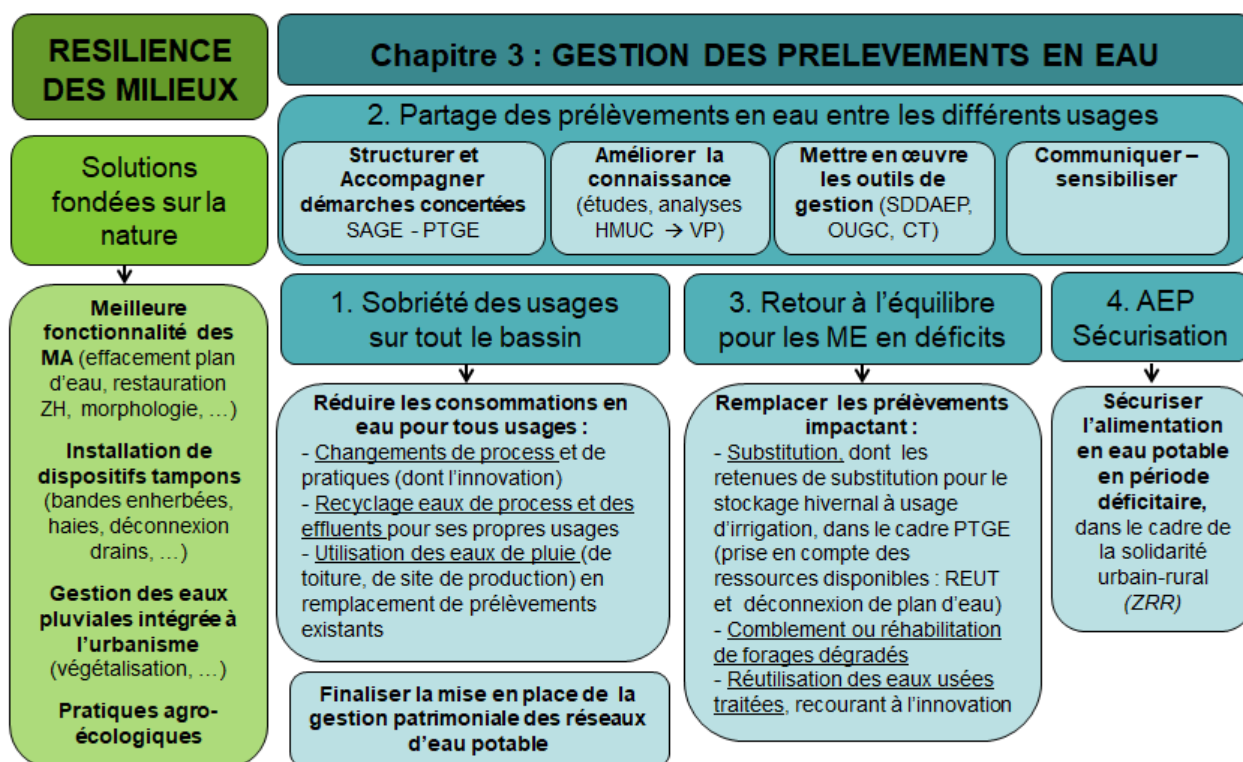 RESILIENCE
DES MILIEUX
Solutions
fondées sur la
nature
Meilleure
fonctionnalité des
MA (effacement plan
d'eau, restauration
ZH, morphologie, …)
Installation de
dispositifs tampons
(bandes enherbées,
haies, déconnexion
drains, …)
Gestion des eaux
pluviales intégrée à
l'urbanisme
(végétalisation, …)
Pratiques agro-
écologiques
Chapitre 3 : GESTION DES PRELEVEMENTS EN EAU
2. Partage des prélèvements en eau entre les différents usages
Structurer et
Accompagner
démarches concertées
SAGE - PTGE
Améliorer la
connaissance
(études, analyses
HMUC → VP)
Mettre en œuvre
les outils de
gestion (SDDAEP,
OUGC, CT)
Communiquer –
sensibiliser
1. Sobriété des usages
sur tout le bassin
Réduire les consommations en
eau pour tous usages :
- Changements de process et de
pratiques (dont l'innovation)
- Recyclage eaux de process et des
effluents pour ses propres usages
- Utilisation des eaux de pluie (de
toiture, de site de production) en
remplacement de prélèvements
existants
Finaliser la mise en place de la
gestion patrimoniale des réseaux
d'eau potable
3. Retour à l'équilibre
pour les ME en déficits
Remplacer les prélèvements
impactant :
- Substitution, dont les
retenues de substitution pour le
stockage hivernal à usage
d'irrigation, dans le cadre PTGE
(prise en compte des
ressources disponibles : REUT
et déconnexion de plan d'eau)
- Comblement ou réhabilitation
de forages dégradés
- Réutilisation des eaux usées
traitées, recourant à l'innovation
4. AEP
Sécurisation
Sécuriser
l'alimentation
en eau potable
en période
déficitaire,
dans le cadre de
la solidarité
urbain-rural
(ZRR)